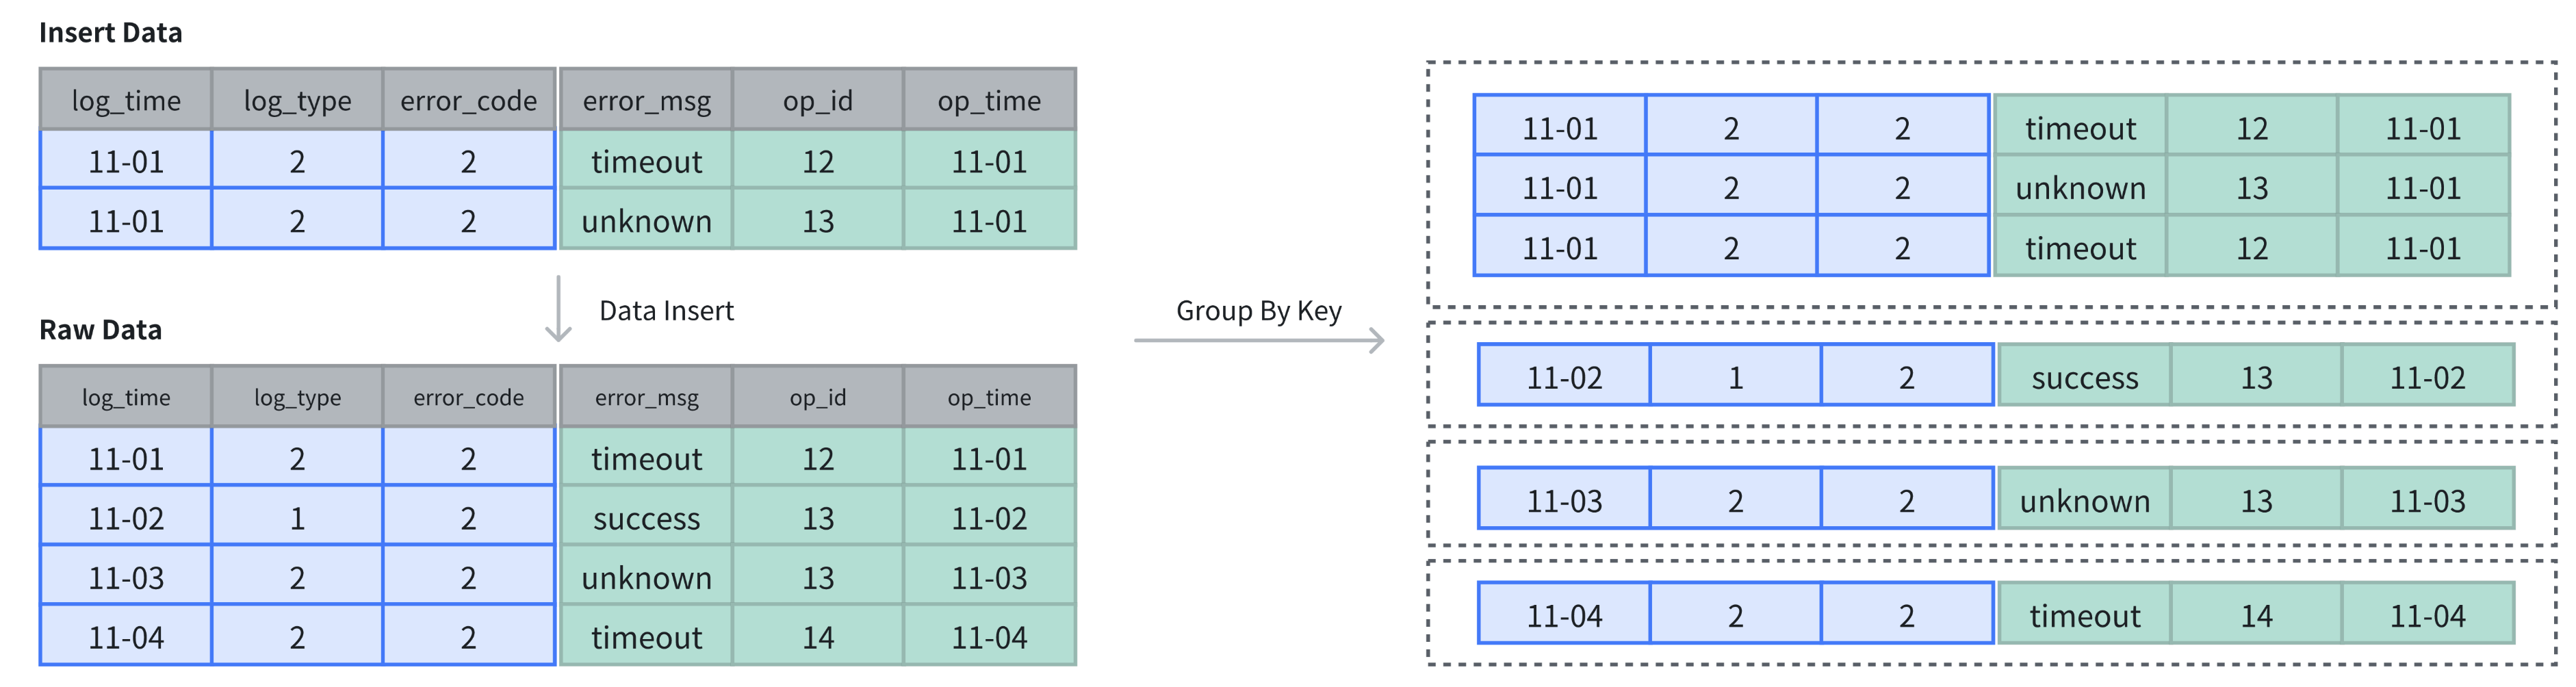 Insert Data
log_time log_type error_code error_msg op_id op_time
11-01 2 2 timeout 12 11-01
11-01 2 2 unknown 13 11-01
Data Insert
Raw Data
log_time log_type error_code error_msg op_id op_time
11-01 2 2 timeout 12 11-01
11-02 1 2 success 13 11-02
11-03 2 2 unknown 13 11-03
11-04 2 2 timeout 14 11-04
Group By Key
11-01 2 2 timeout 12 11-01
11-01 2 2 unknown 13 11-01
11-01 2 2 timeout 12 11-01
11-02 1 2 success 13 11-02
11-03 2 2 unknown 13 11-03
11-04 2 2 timeout 14 11-04